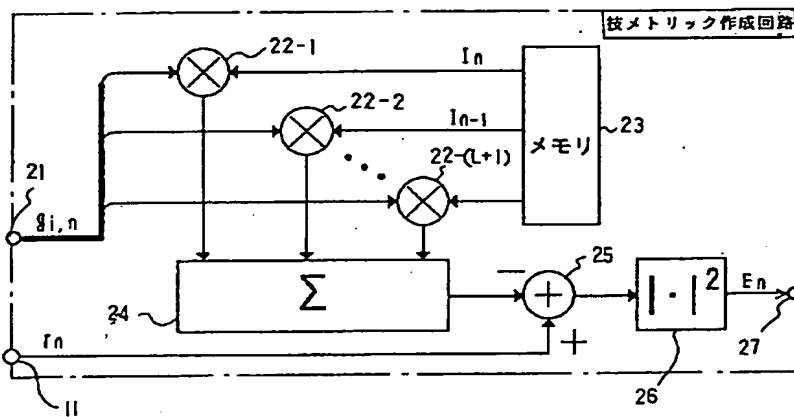 技メトリック作成回路
22-1
In
22-2
In-1
23
メモリ
22-(L+1)
21
gi,n
25
Σ
−
+
|・|²
En
24
rn
+
11
26
27